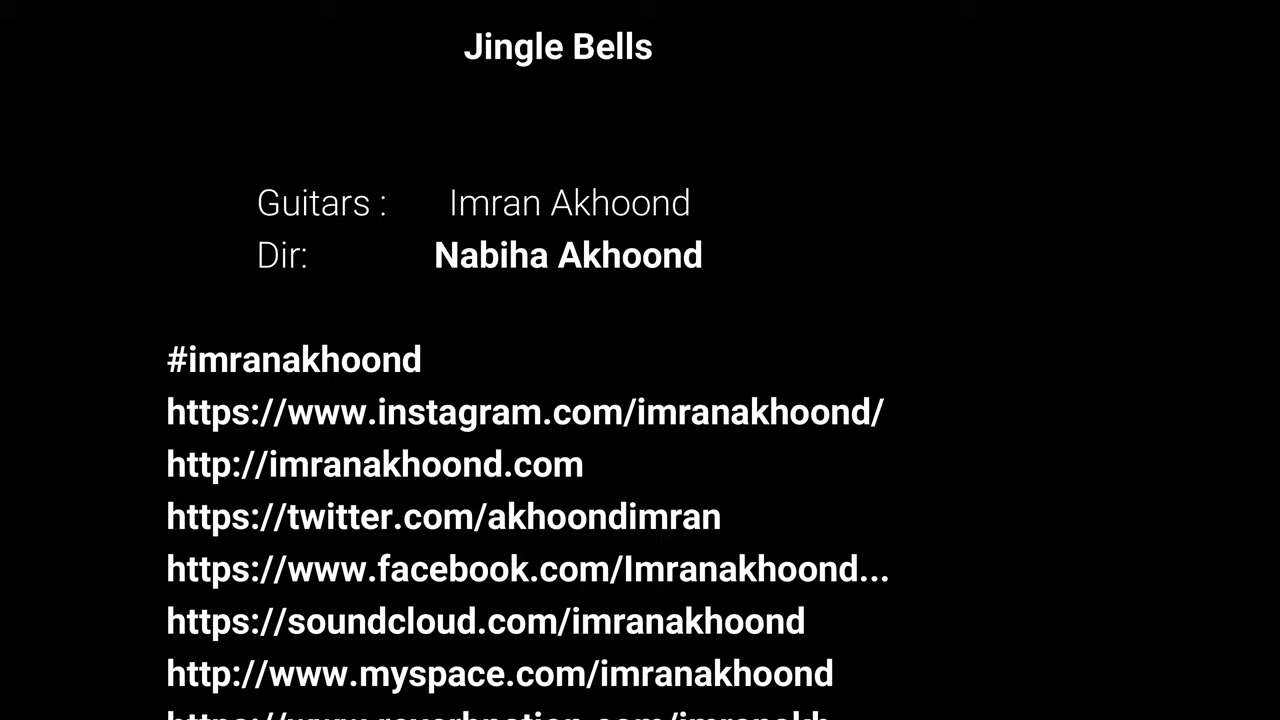 Jingle Bells
Guitars : Imran Akhoond
Dir: Nabiha Akhoond
#imranakhoond
https://www.instagram.com/imranakhoond/
http://imranakhoond.com
https://twitter.com/akhoondimran
https://www.facebook.com/Imranakhoond...
https://soundcloud.com/imranakhoond
http://www.myspace.com/imranakhoond